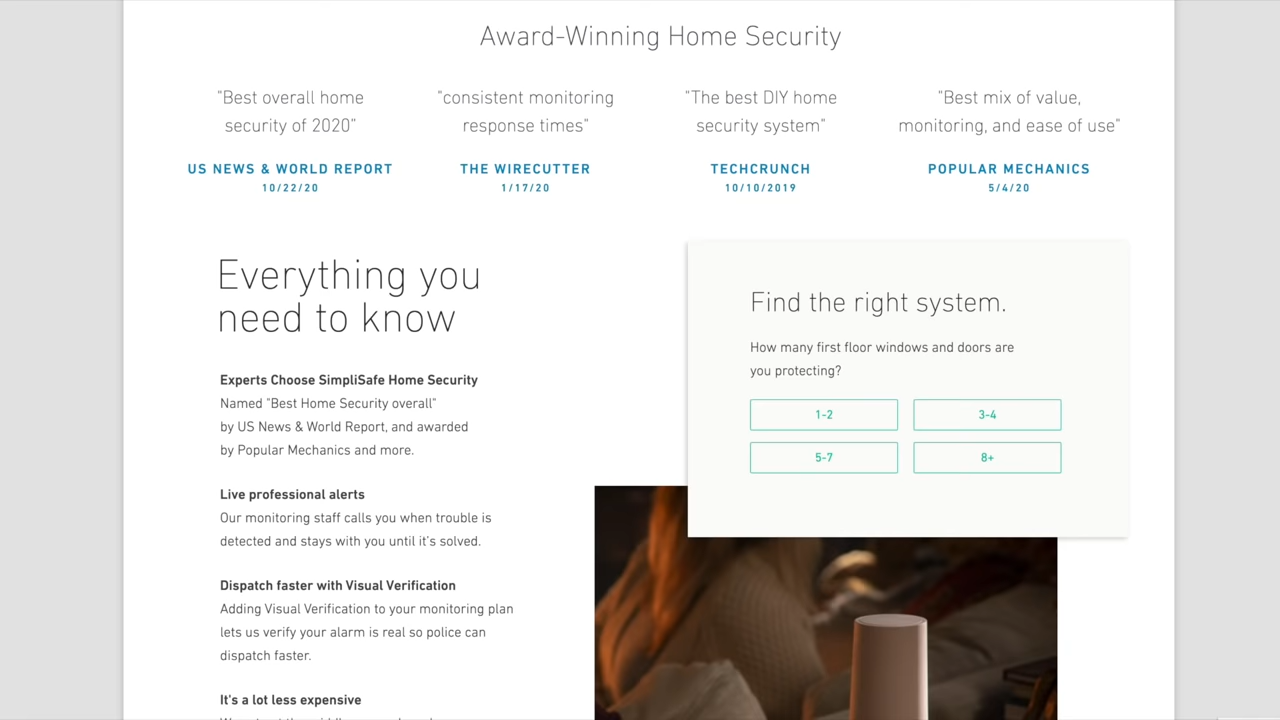 Award-Winning Home Security
"Best overall home
security of 2020"
US NEWS & WORLD REPORT
10/22/20
"consistent monitoring
response times"
THE WIRECUTTER
1/17/20
"The best DIY home
security system"
TECHCRUNCH
10/10/2019
"Best mix of value,
monitoring, and ease of use"
POPULAR MECHANICS
5/4/20
Everything you
need to know
Experts Choose SimpliSafe Home Security
Named "Best Home Security overall"
by US News & World Report, and awarded
by Popular Mechanics and more.
Live professional alerts
Our monitoring staff calls you when trouble is
detected and stays with you until it's solved.
Dispatch faster with Visual Verification
Adding Visual Verification to your monitoring plan
lets us verify your alarm is real so police can
dispatch faster.
It's a lot less expensive
Find the right system.
How many first floor windows and doors are
you protecting?
1-2
3-4
5-7
8+